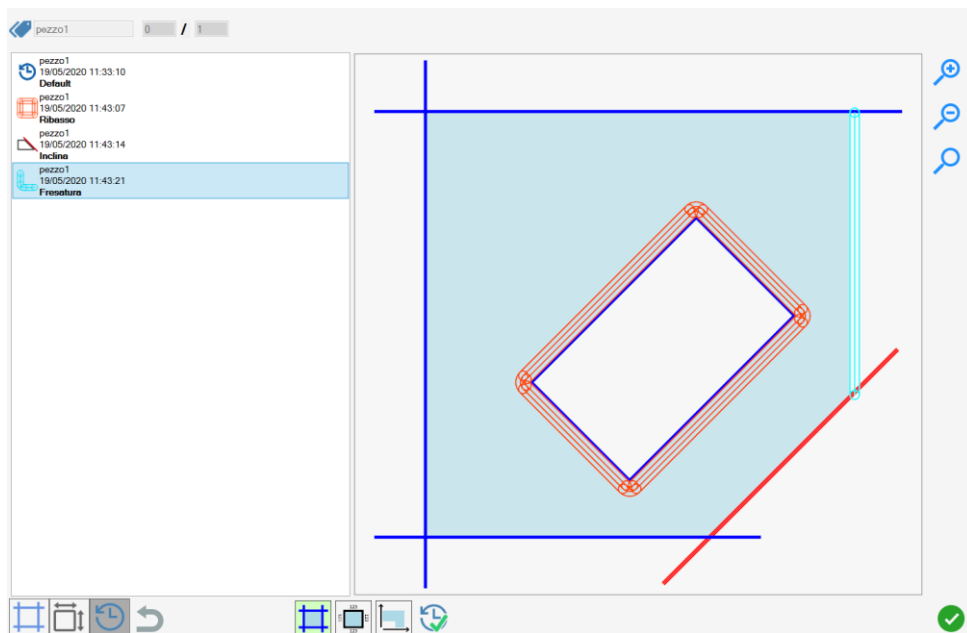 pezzo1 0 / 1
pezzo1
19/05/2020 11:33:10
Default
pezzo1
19/05/2020 11:43:07
Ribasso
pezzo1
19/05/2020 11:43:14
Inclina
pezzo1
19/05/2020 11:43:21
Fresatura